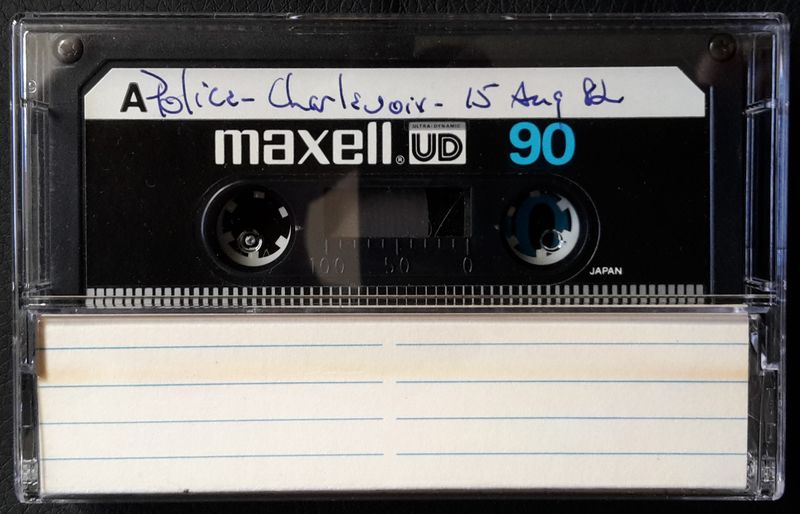 A Police - Charlevoix - 15 Aug 82
ULTRA-DYNAMIC
maxell® UD 90
100 50 0
JAPAN